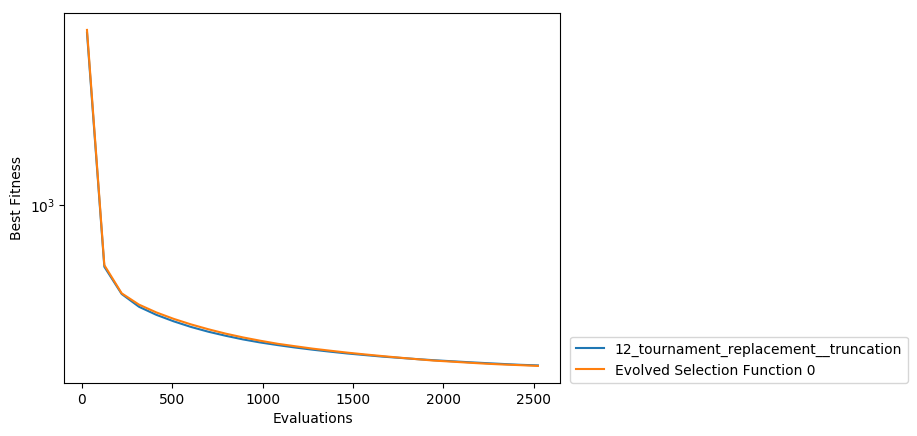 Best Fitness
10³
0 500 1000 1500 2000 2500
Evaluations
12_tournament_replacement__truncation
Evolved Selection Function 0